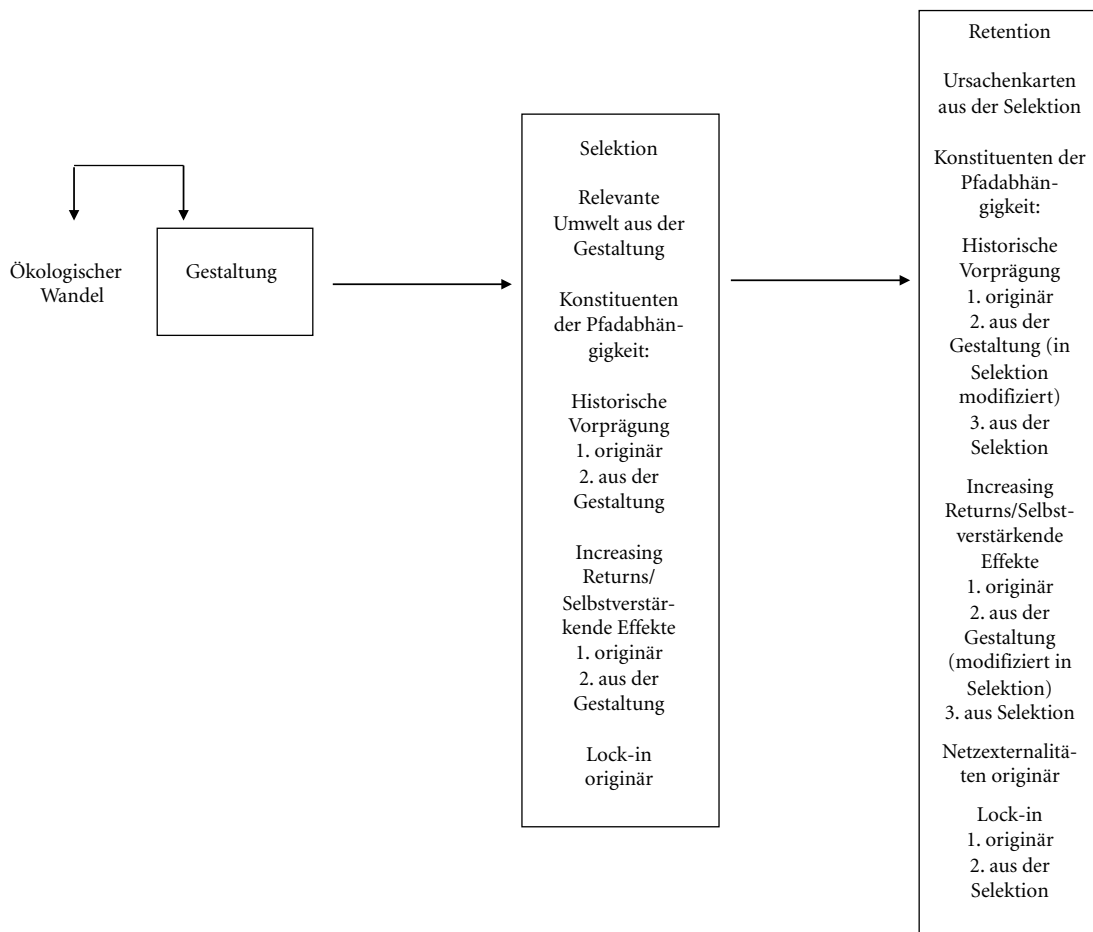 Ökologischer
Wandel
Gestaltung
Selektion
Relevante
Umwelt aus der
Gestaltung
Konstituenten
der Pfadabhän-
gigkeit:
Historische
Vorprägung
1. originär
2. aus der
Gestaltung
Increasing
Returns/
Selbstverstär-
kende Effekte
1. originär
2. aus der
Gestaltung
Lock-in
originär
Retention
Ursachenkarten
aus der Selektion
Konstituenten der
Pfadabhän-
gigkeit:
Historische
Vorprägung
1. originär
2. aus der
Gestaltung (in
Selektion
modifiziert)
3. aus der
Selektion
Increasing
Returns/Selbst-
verstärkende
Effekte
1. originär
2. aus der
Gestaltung
(modifiziert in
Selektion)
3. aus Selektion
Netzexternalitä-
ten originär
Lock-in
1. originär
2. aus der
Selektion